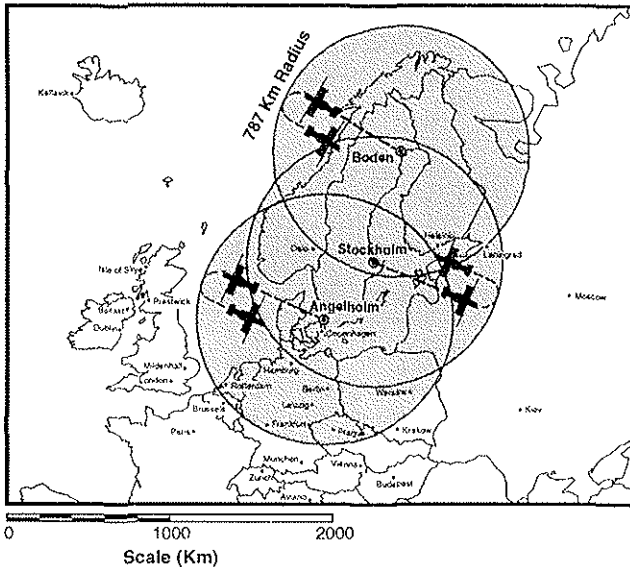 787 Km Radius
Boden
Oslo
Stockholm
Helsinki
Leningrad
Isle of Skye
Prestwick
Belfast
Dublin
Angelholm
Copenhagen
Moscow
Mildenhall
London
Hamburg
Rotterdam
Berlin
Warsaw
Brussels
Leipzig
Kiev
Paris
Frankfurt
Prague
Krakow
Munchen
Vienna
Zurich
Budapest
Aviano
0 1000 2000
Scale (Km)